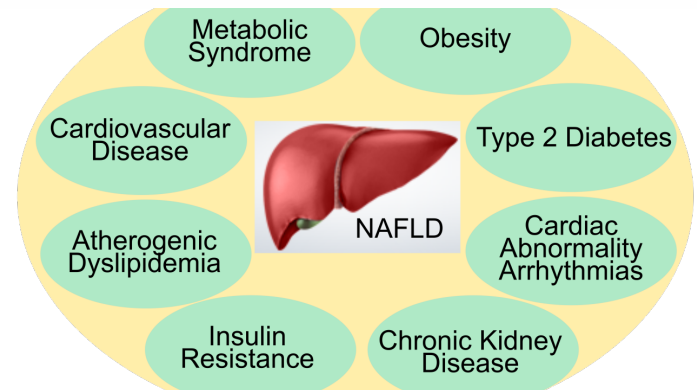 Metabolic
Syndrome
Obesity
Cardiovascular
Disease
Type 2 Diabetes
NAFLD
Atherogenic
Dyslipidemia
Cardiac
Abnormality
Arrhythmias
Insulin
Resistance
Chronic Kidney
Disease